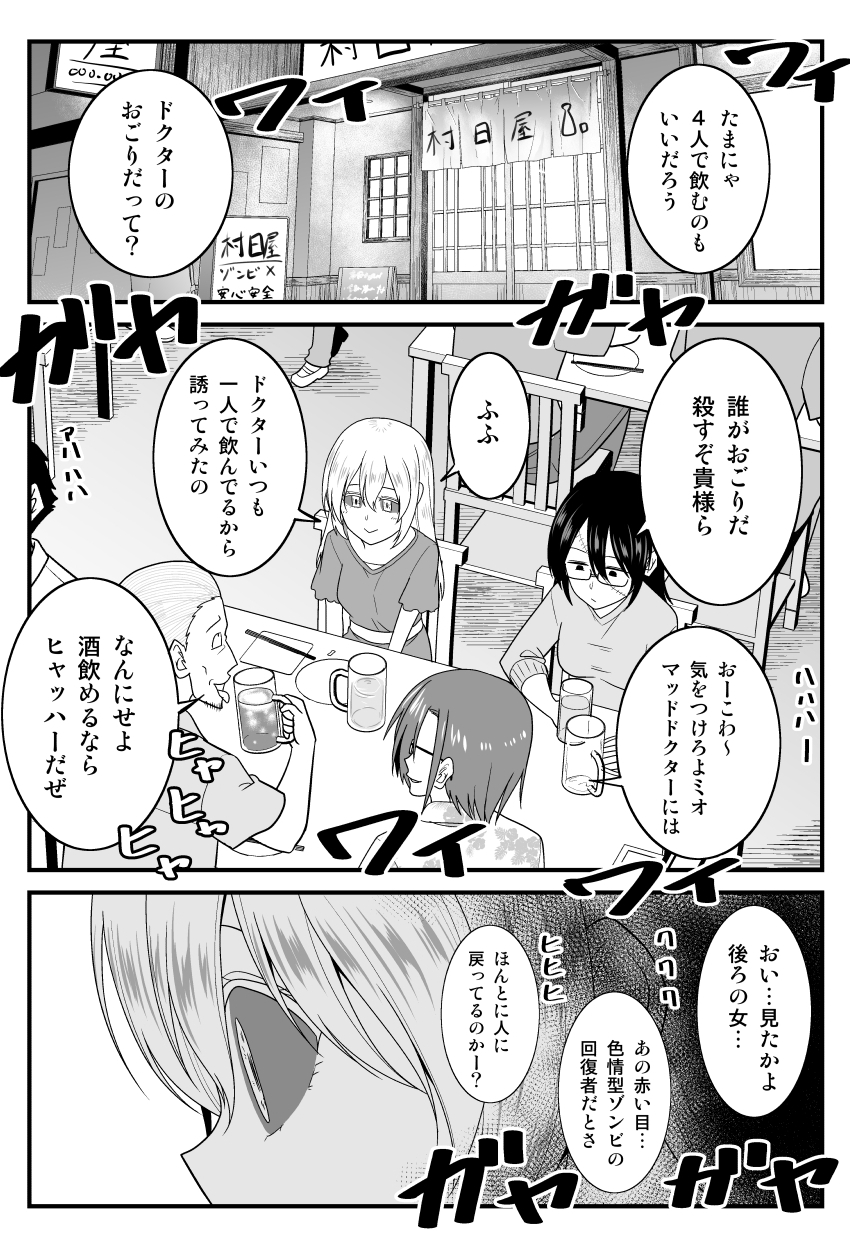 たまにゃ
4人で飲むのも
いいだろう
ワイ
ワイ
ドクターの
おごりだって?
屋
村日
村日屋
村日屋
ゾンビ×
安心安全
ガヤ
ガヤ
誰がおごりだ
殺すぞ貴様ら
ふふ
ドクターいつも
一人で飲んでるから
誘ってみたの
アハハハ
ハハハー
おーこわ~
気をつけろよミオ
マッドドクターには
なんにせよ
酒飲めるなら
ヒャッハーだぜ
ヒャ
ヒャ
ヒャ
ワイ
ワイ
おい…見たかよ
後ろの女…
ククク
あの赤い目…
色情型ゾンビの
回復者だとさ
ヒヒヒ
ほんとに人に
戻ってるのかー?
ガヤ
ガヤ